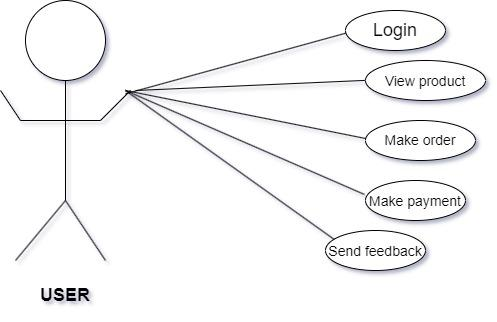 Login
View product
Make order
Make payment
Send feedback
USER